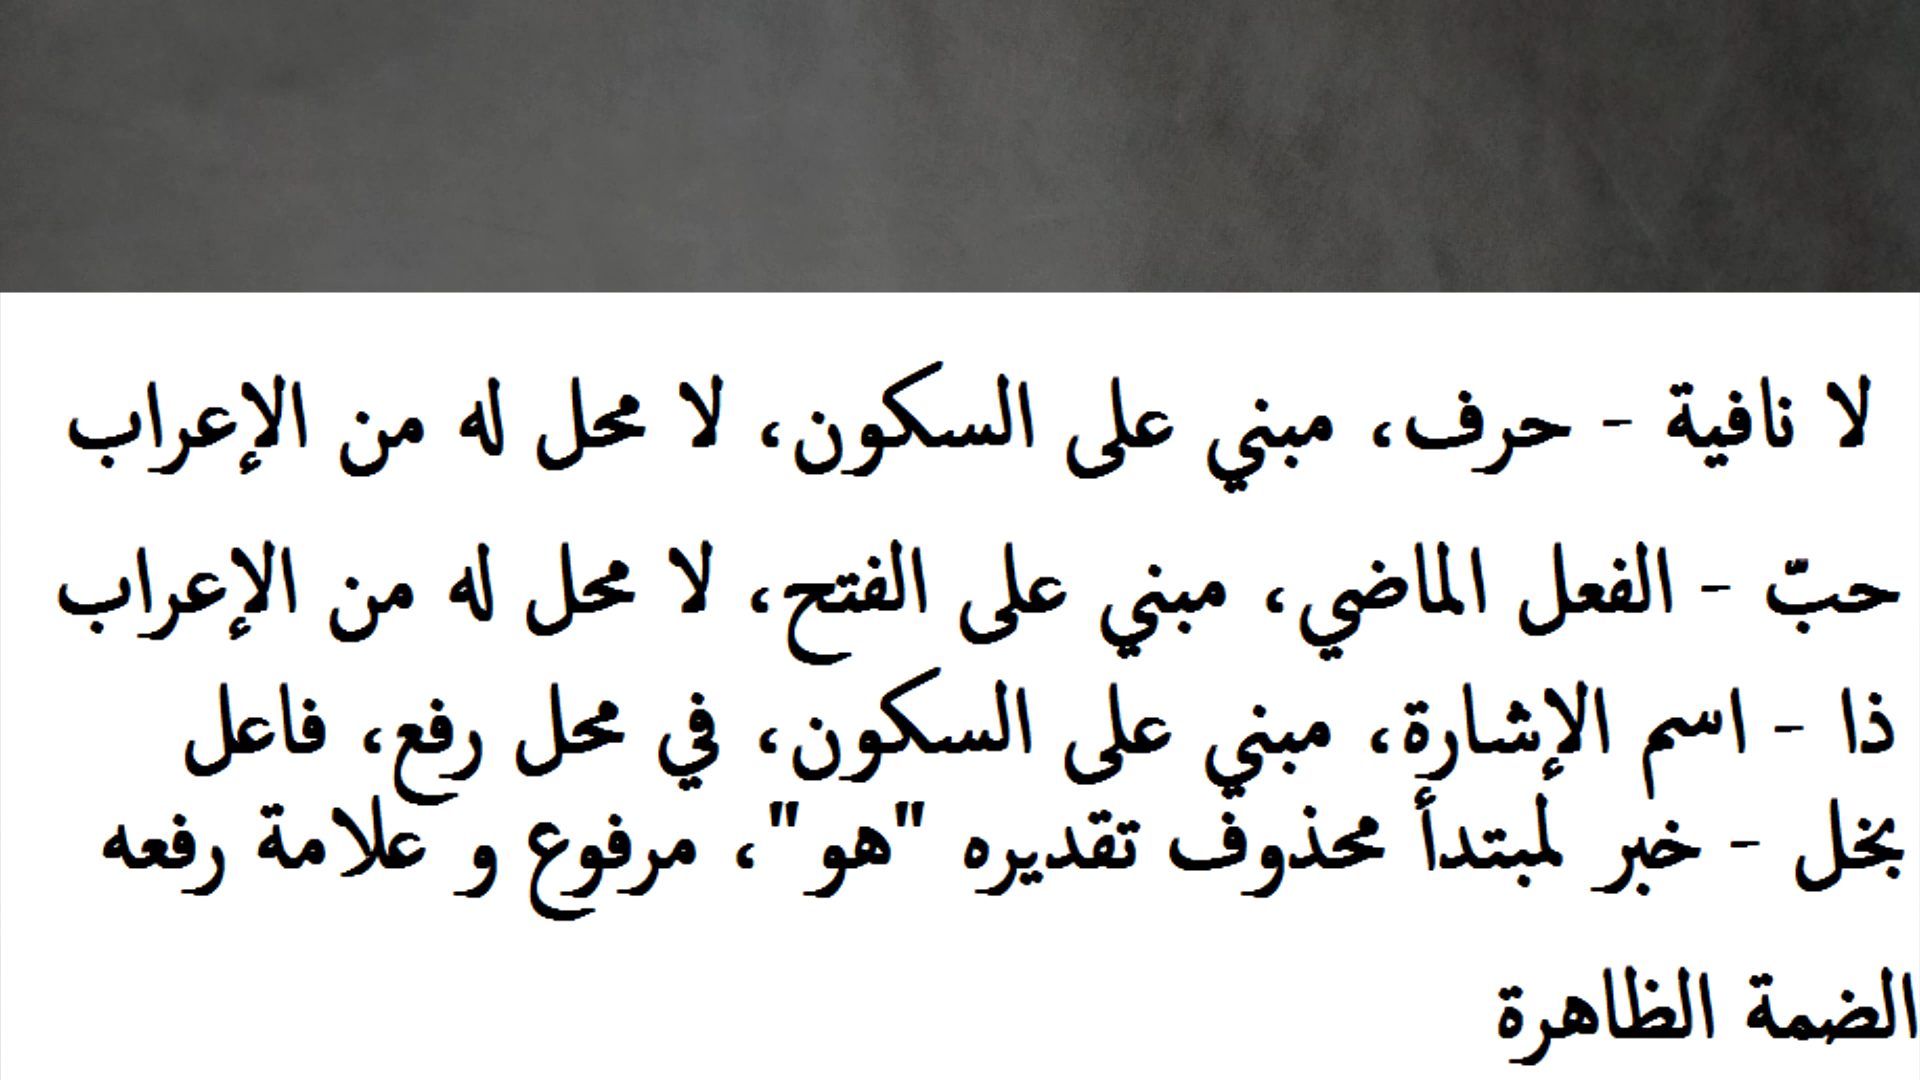 لا نافية - حرف، مبني على السكون، لا محل له من الإعراب
حبّ - الفعل الماضي، مبني على الفتح، لا محل له من الإعراب
ذا - اسم الإشارة، مبني على السكون، في محل رفع، فاعل
بخل - خبر لمبتدأ محذوف تقديره "هو"، مرفوع و علامة رفعه
الضمة الظاهرة